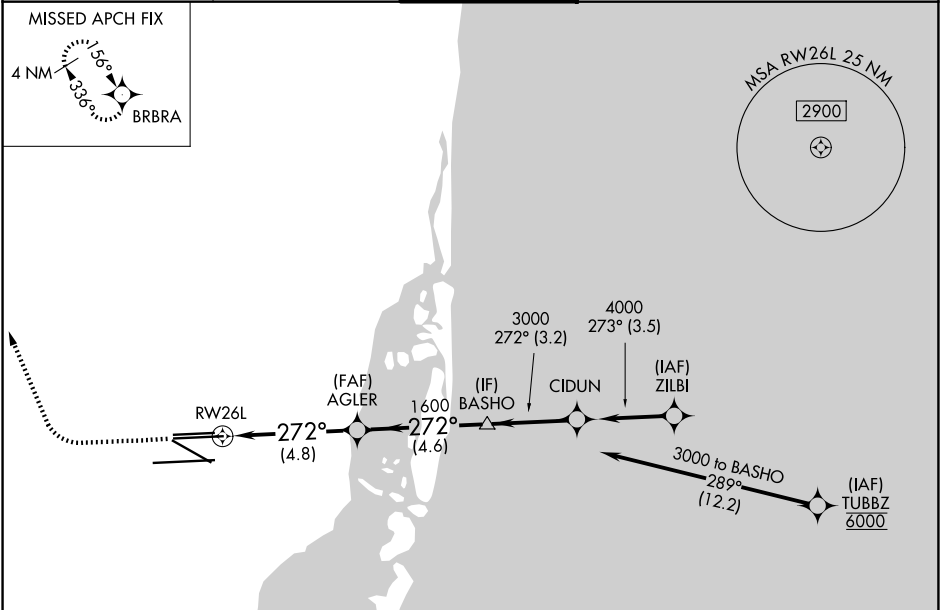 MISSED APCH FIX
156°
4 NM
336°
BRBRA
MSA RW26L 25 NM
2900
3000
272° (3.2)
4000
273° (3.5)
(FAF)
AGLER
(IF)
BASHO
CIDUN
(IAF)
ZILBI
RW26L
272°
(4.8)
1600
272°
(4.6)
3000 to BASHO
289°
(12.2)
(IAF)
TUBBZ
6000